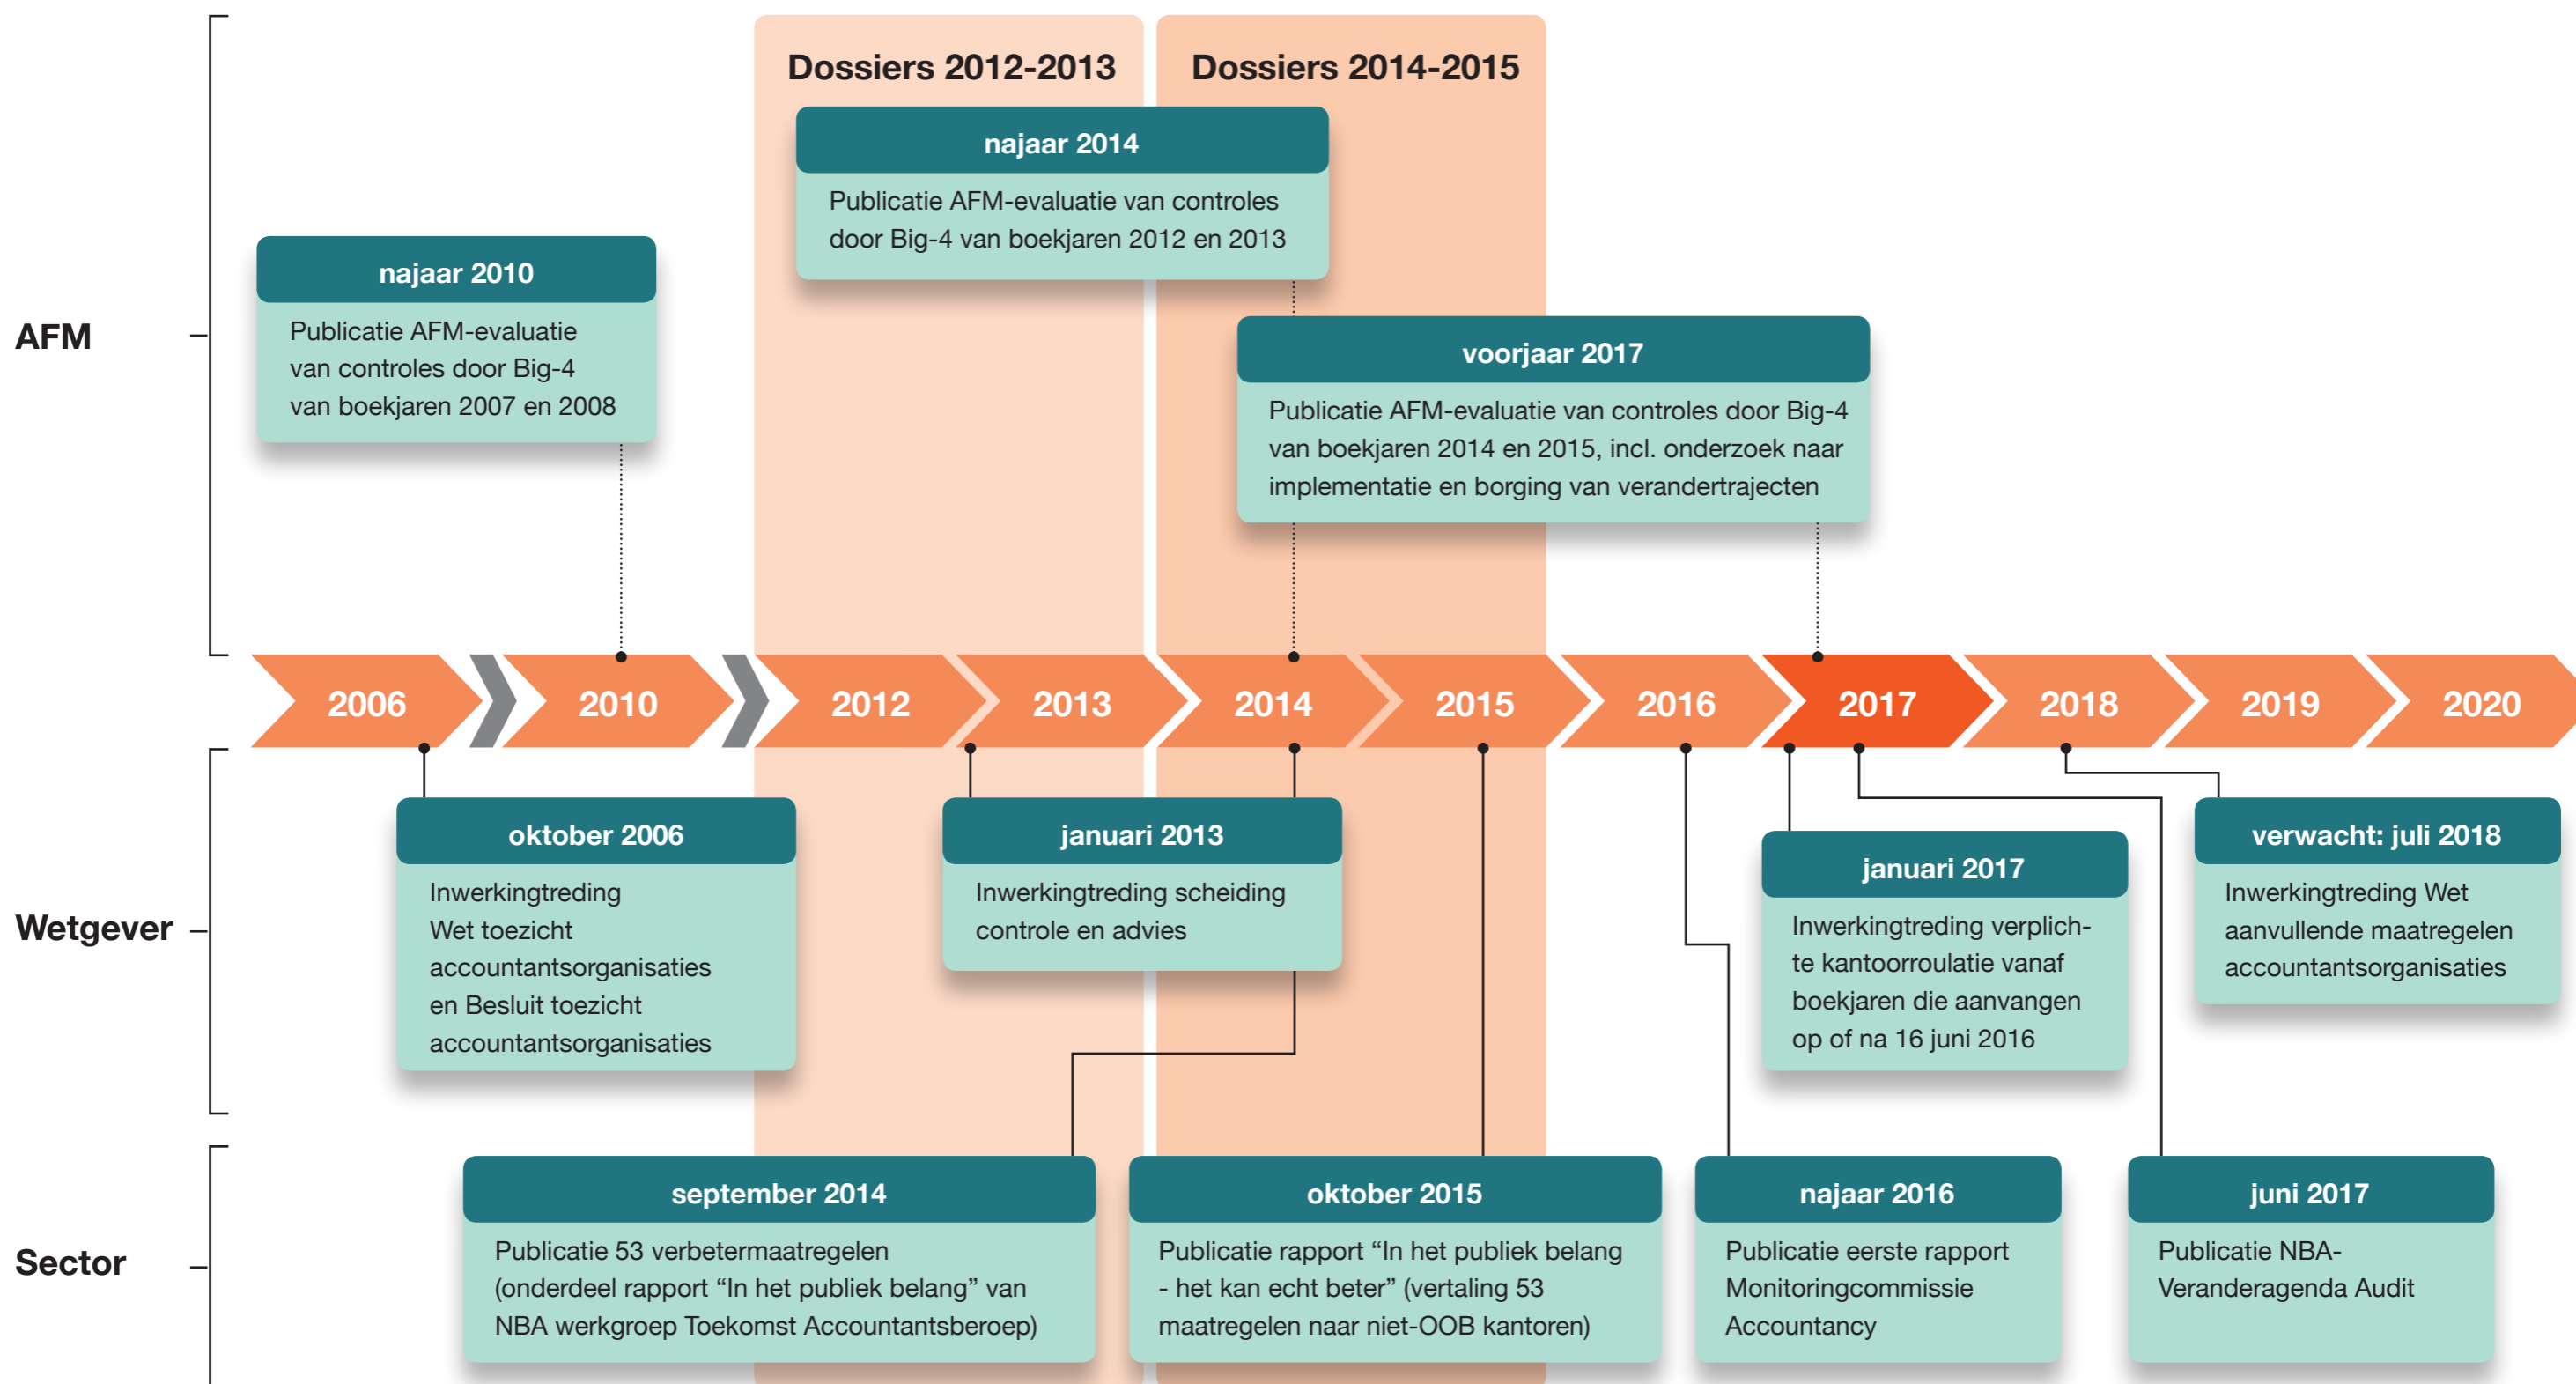 Dossiers 2012-2013
Dossiers 2014-2015
AFM
najaar 2010
Publicatie AFM-evaluatie
van controles door Big-4
van boekjaren 2007 en 2008
najaar 2014
Publicatie AFM-evaluatie van controles
door Big-4 van boekjaren 2012 en 2013
voorjaar 2017
Publicatie AFM-evaluatie van controles door Big-4
van boekjaren 2014 en 2015, incl. onderzoek naar
implementatie en borging van verandertrajecten
2006
2010
2012
2013
2014
2015
2016
2017
2018
2019
2020
Wetgever
oktober 2006
Inwerkingtreding
Wet toezicht
accountantsorganisaties
en Besluit toezicht
accountantsorganisaties
januari 2013
Inwerkingtreding scheiding
controle en advies
januari 2017
Inwerkingtreding verplich-
te kantoorroulatie vanaf
boekjaren die aanvangen
op of na 16 juni 2016
verwacht: juli 2018
Inwerkingtreding Wet
aanvullende maatregelen
accountantsorganisaties
Sector
september 2014
Publicatie 53 verbetermaatregelen
(onderdeel rapport “In het publiek belang” van
NBA werkgroep Toekomst Accountantsberoep)
oktober 2015
Publicatie rapport “In het publiek belang
- het kan echt beter” (vertaling 53
maatregelen naar niet-OOB kantoren)
najaar 2016
Publicatie eerste rapport
Monitoringcommissie
Accountancy
juni 2017
Publicatie NBA-
Veranderagenda Audit